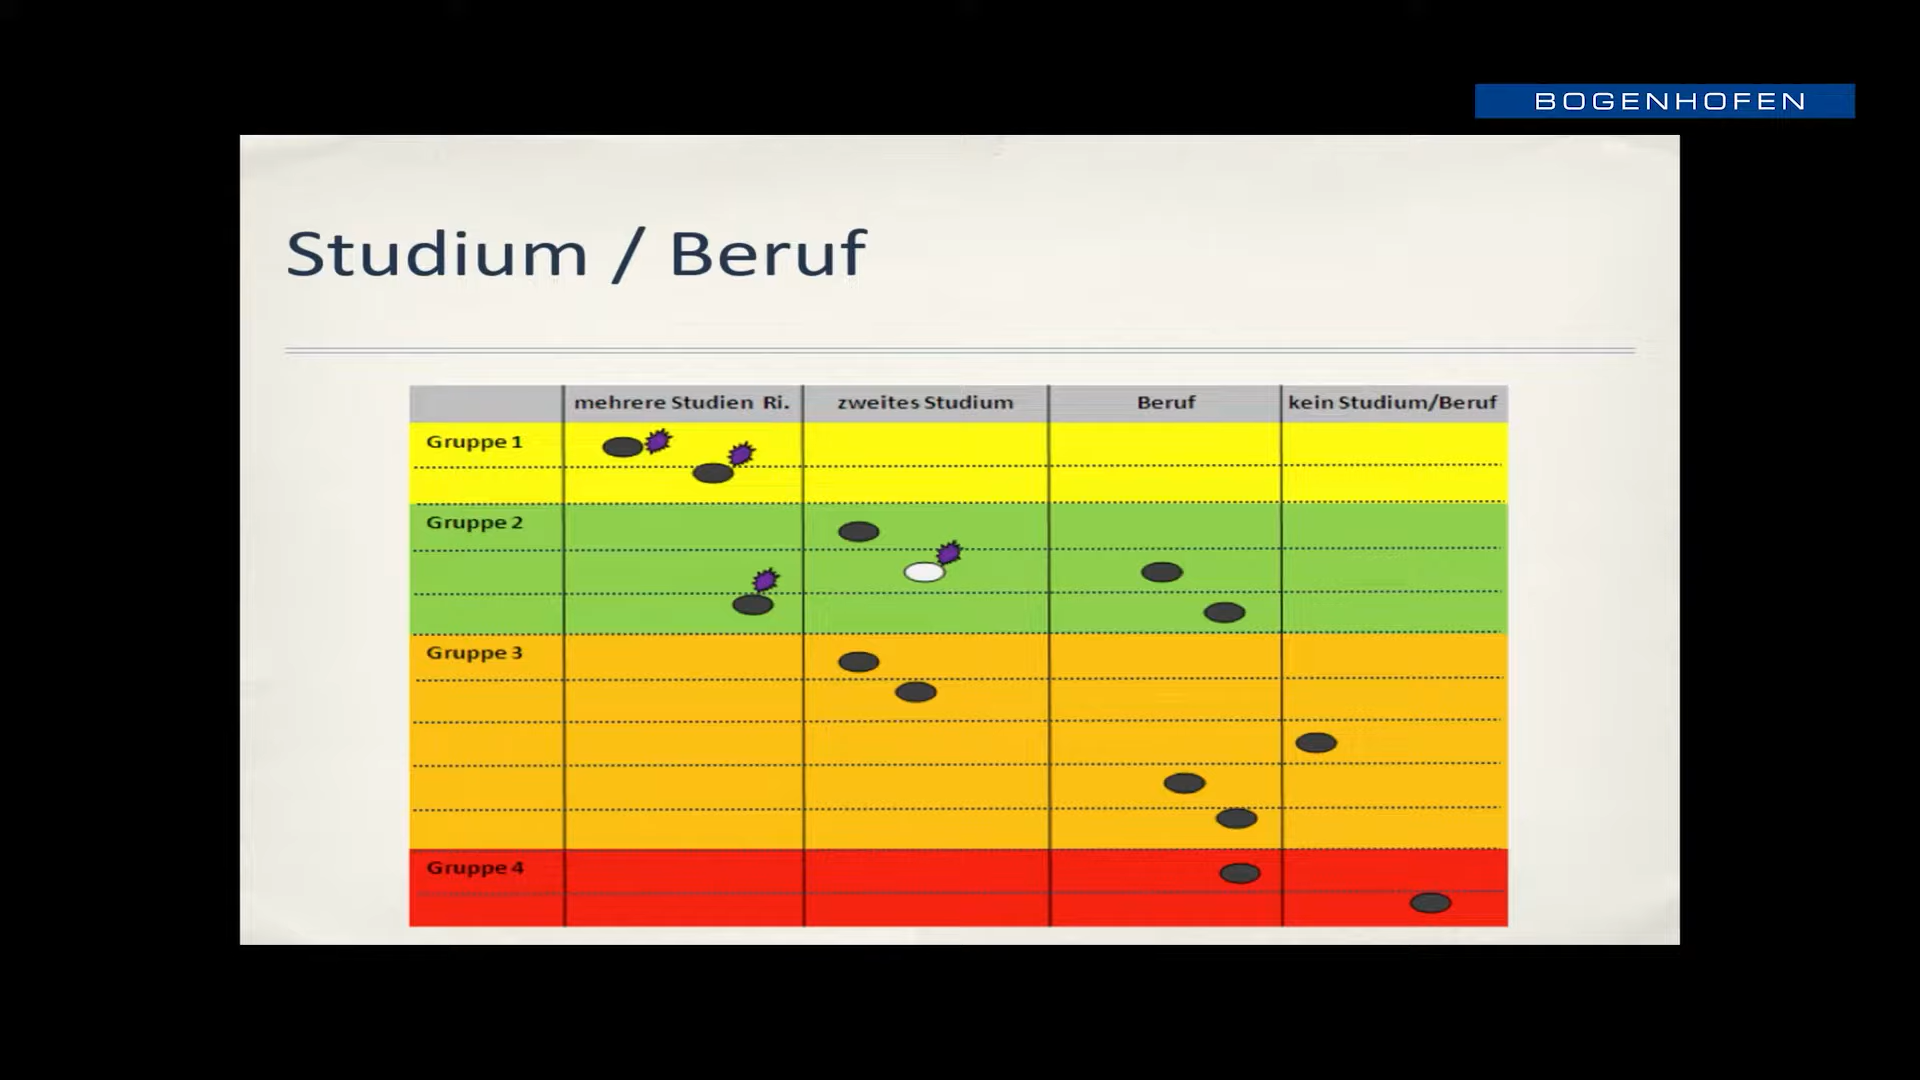 BOGENHOFEN
Studium / Beruf
mehrere Studien Ri. zweites Studium Beruf kein Studium/Beruf
Gruppe 1
Gruppe 2
Gruppe 3
Gruppe 4